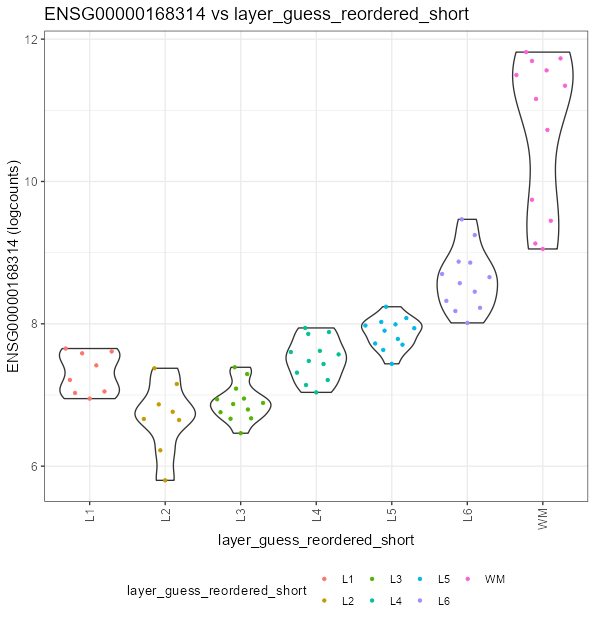 ENSG00000168314 vs layer_guess_reordered_short
ENSG00000168314 (logcounts)
12
10
8
6
L1 L2 L3 L4 L5 L6 WM
layer_guess_reordered_short
layer_guess_reordered_short
L1 L3 L5 WM
L2 L4 L6